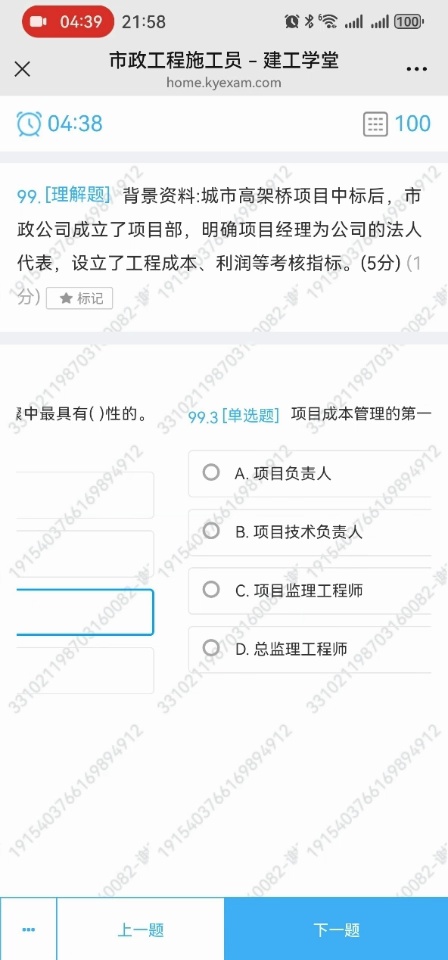 04:39 21:58 6 100
市政工程施工员 – 建工学堂
home.kyexam.com
04:38 100
99. [理解题] 背景资料:城市高架桥项目中标后，市
政公司成立了项目部，明确项目经理为公司的法人
代表，设立了工程成本、利润等考核指标。(5分) (1
分) ★ 标记
中最具有( )性的。
99.3 [单选题] 项目成本管理的第一
A. 项目负责人
B. 项目技术负责人
C. 项目监理工程师
D. 总监理工程师
331021198703160082-
1915403766169894912
上一题
下一题